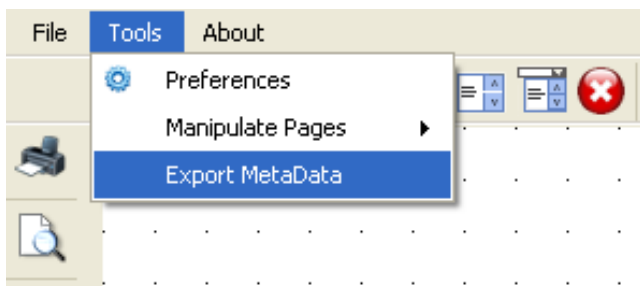 File Tools About
Preferences
Manipulate Pages
Export MetaData